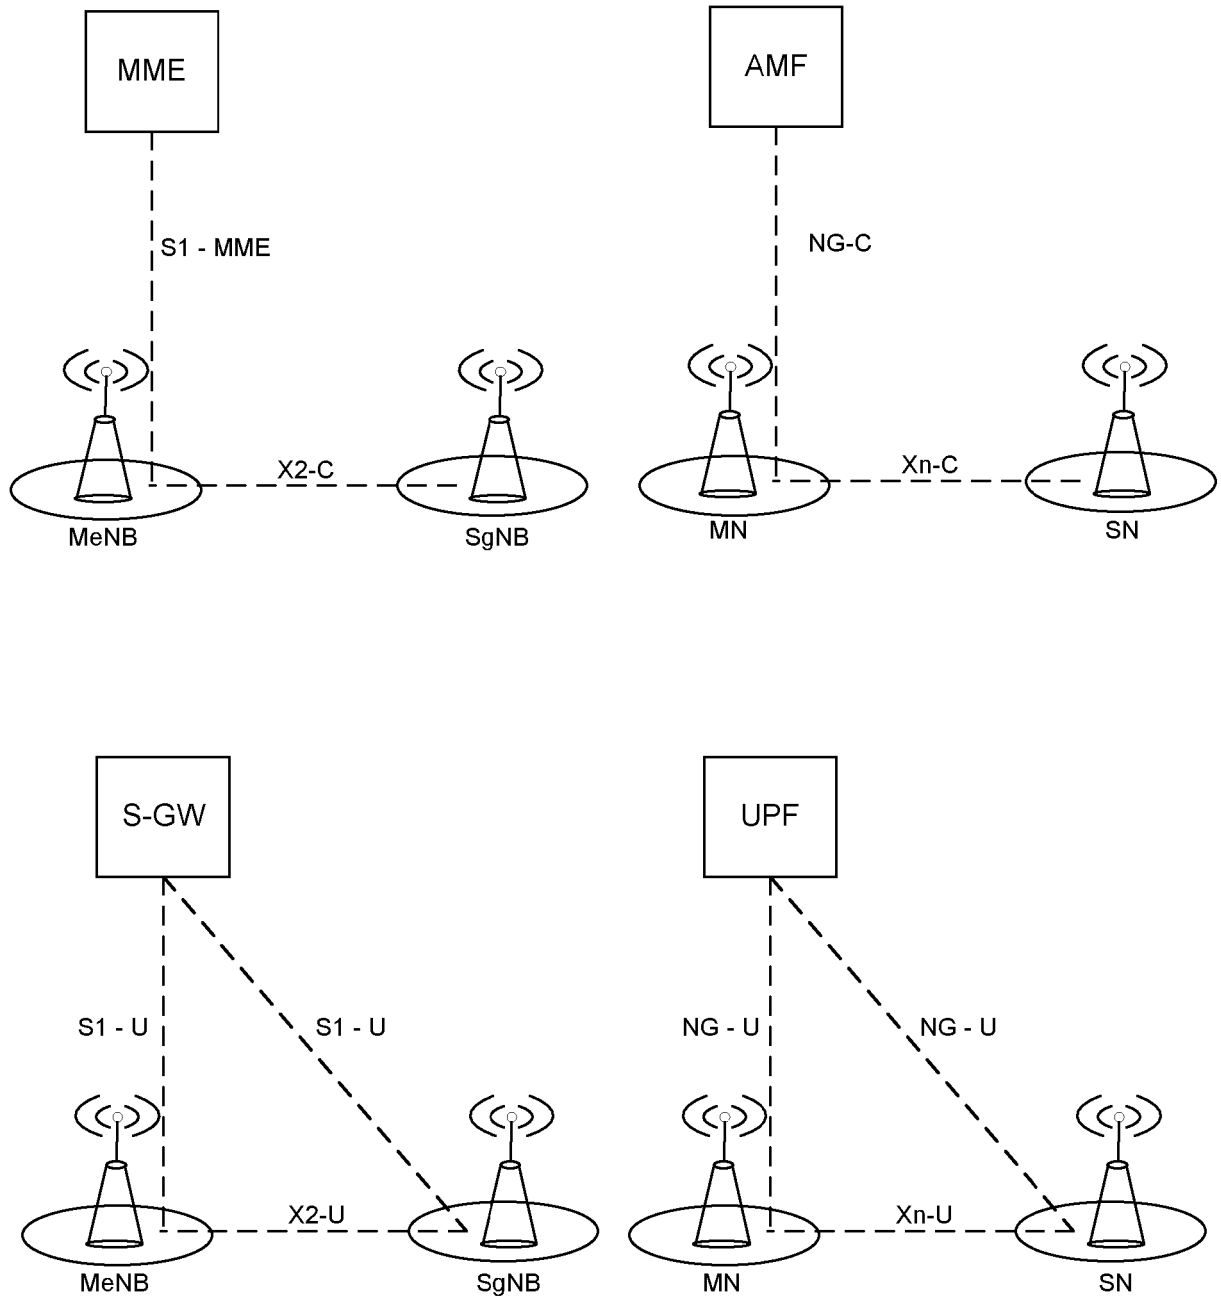 MME
AMF
S1 - MME
NG-C
X2-C
Xn-C
MeNB
SgNB
MN
SN
S-GW
UPF
S1 - U
S1 - U
NG - U
NG - U
X2-U
Xn-U
MeNB
SgNB
MN
SN